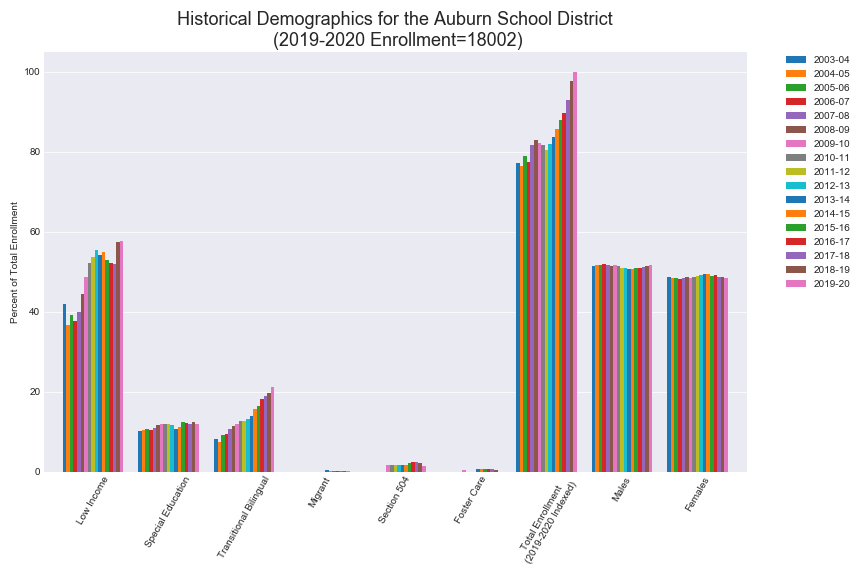 Historical Demographics for the Auburn School District
(2019-2020 Enrollment=18002)
Percent of Total Enrollment
100
80
60
40
20
0
Low Income
Special Education
Transitional Bilingual
Migrant
Section 504
Foster Care
Total Enrollment
(2019-2020 Indexed)
Males
Females
2003-04
2004-05
2005-06
2006-07
2007-08
2008-09
2009-10
2010-11
2011-12
2012-13
2013-14
2014-15
2015-16
2016-17
2017-18
2018-19
2019-20